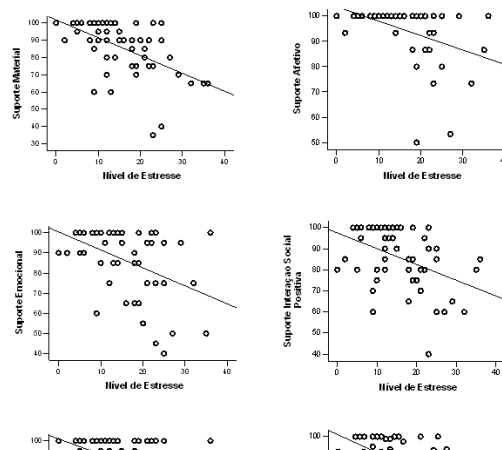 Suporte Material
100
90
80
70
60
50
40
30
0 10 20 30 40
Nível de Estresse
Suporte Afetivo
100
90
80
70
60
50
0 10 20 30 40
Nível de Estresse
Suporte Emocional
100
90
80
70
60
50
40
0 10 20 30 40
Nível de Estresse
Suporte Interaçao Social
Positiva
100
90
80
70
60
50
40
0 10 20 30 40
Nível de Estresse
100
100